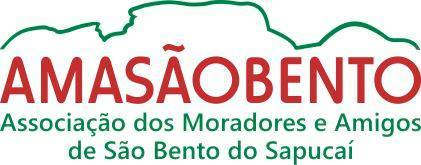 AMASÃOBENTO
Associação dos Moradores e Amigos
de São Bento do Sapucaí